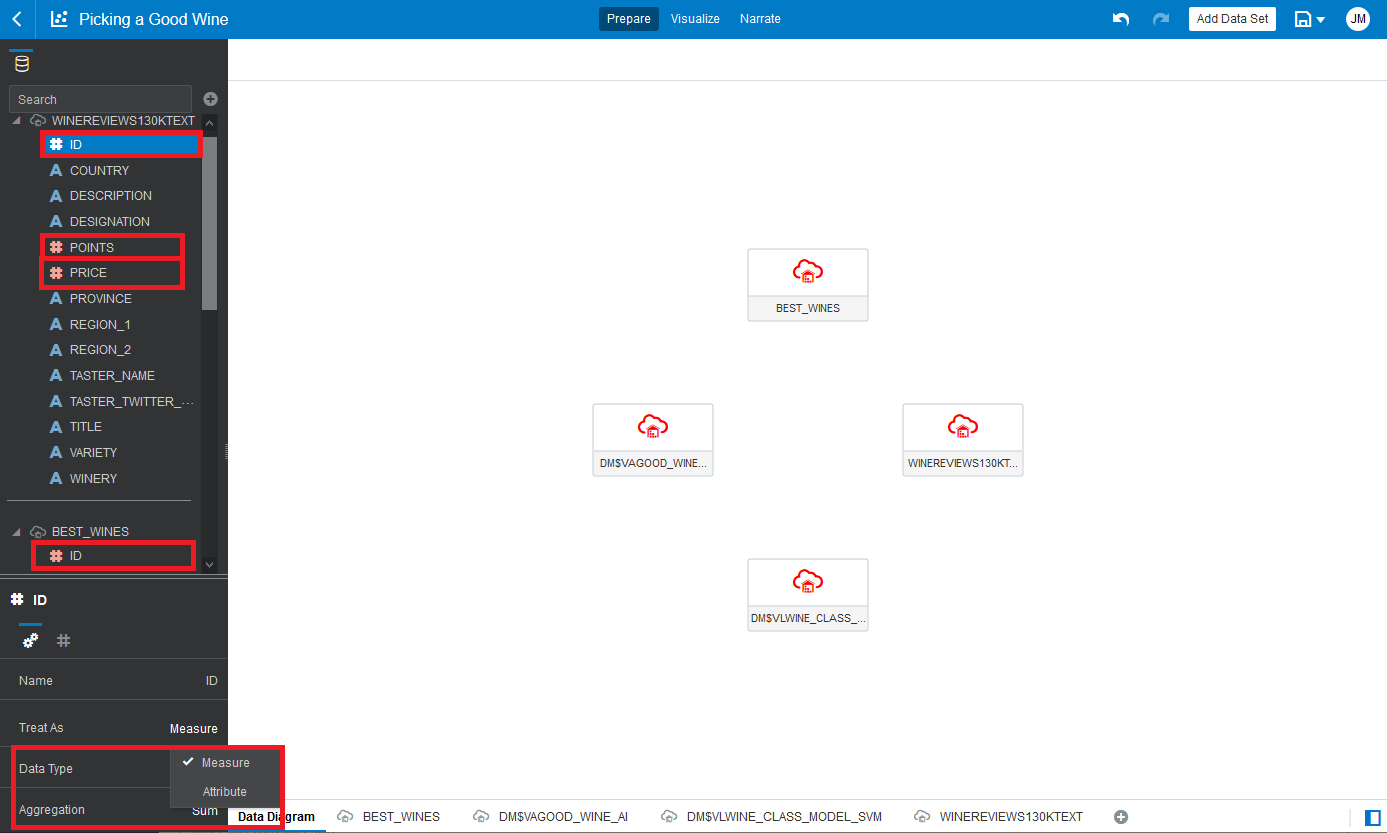 Picking a Good Wine
Prepare Visualize Narrate
Add Data Set
JM
Search
WINEREVIEWS130KTEXT
ID
COUNTRY
DESCRIPTION
DESIGNATION
POINTS
PRICE
PROVINCE
REGION_1
REGION_2
TASTER_NAME
TASTER_TWITTER_...
TITLE
VARIETY
WINERY
BEST_WINES
ID
ID
Name ID
Treat As Measure
Data Type
Measure
Attribute
Aggregation Sum
BEST_WINES
DM$VAGOOD_WINE...
WINEREVIEWS130KT...
DM$VLWINE_CLASS_...
Data Diagram BEST_WINES DM$VAGOOD_WINE_AI DM$VLWINE_CLASS_MODEL_SVM WINEREVIEWS130KTEXT